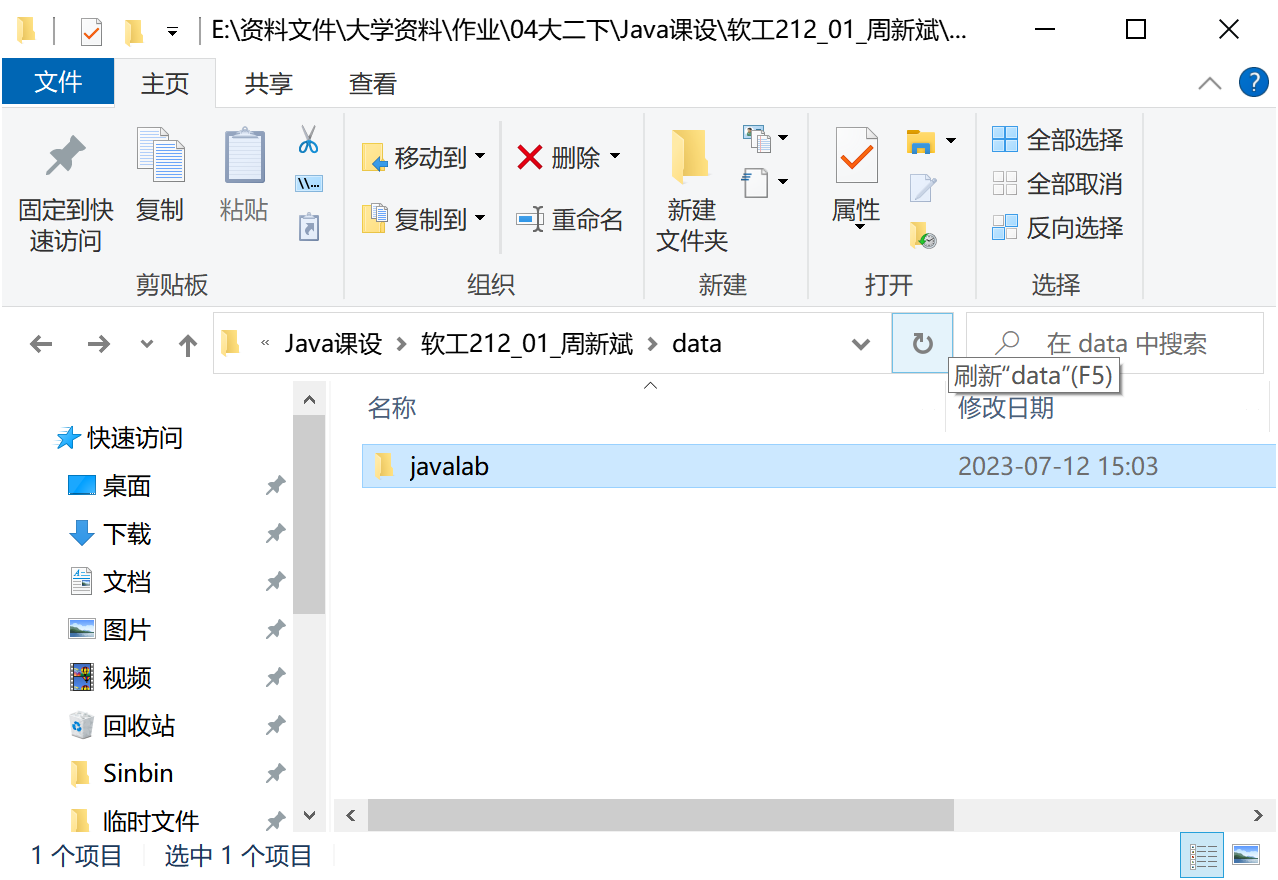 E:\资料文件\大学资料\作业\04大二下\Java课设\软工212_01_周新斌\...
文件 主页 共享 查看
固定到快速访问
复制
粘贴
移动到
复制到
删除
重命名
新建
文件夹
属性
全部选择
全部取消
反向选择
剪贴板 组织 新建 打开 选择
« Java课设 > 软工212_01_周新斌 > data
在 data 中搜索
刷新“data”(F5)
名称 修改日期
javalab 2023-07-12 15:03
快速访问
桌面
下载
文档
图片
视频
回收站
Sinbin
临时文件
1 个项目 选中 1 个项目